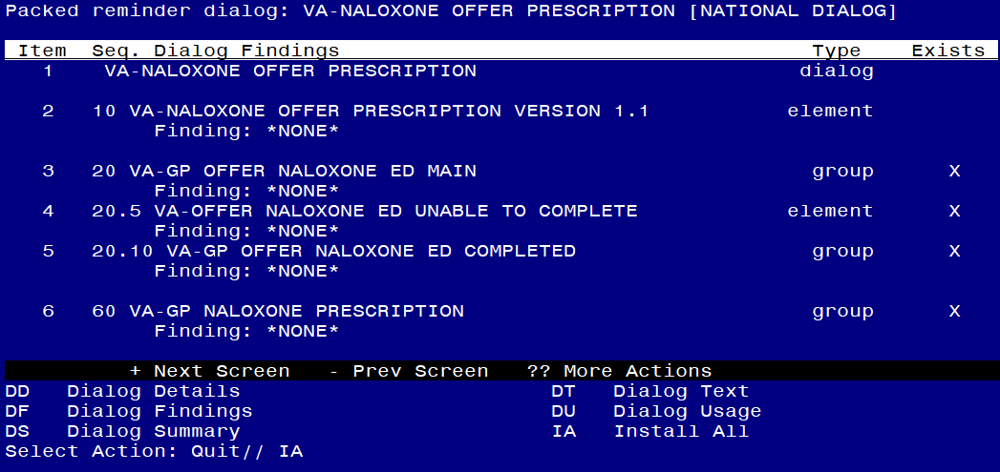 Packed reminder dialog: VA-NALOXONE OFFER PRESCRIPTION [NATIONAL DIALOG]
Item Seq. Dialog Findings Type Exists
1 VA-NALOXONE OFFER PRESCRIPTION dialog
2 10 VA-NALOXONE OFFER PRESCRIPTION VERSION 1.1 element
Finding: *NONE*
3 20 VA-GP OFFER NALOXONE ED MAIN group X
Finding: *NONE*
4 20.5 VA-OFFER NALOXONE ED UNABLE TO COMPLETE element X
Finding: *NONE*
5 20.10 VA-GP OFFER NALOXONE ED COMPLETED group X
Finding: *NONE*
6 60 VA-GP NALOXONE PRESCRIPTION group X
Finding: *NONE*
+ Next Screen - Prev Screen ?? More Actions
DD Dialog Details DT Dialog Text
DF Dialog Findings DU Dialog Usage
DS Dialog Summary IA Install All
Select Action: Quit// IA